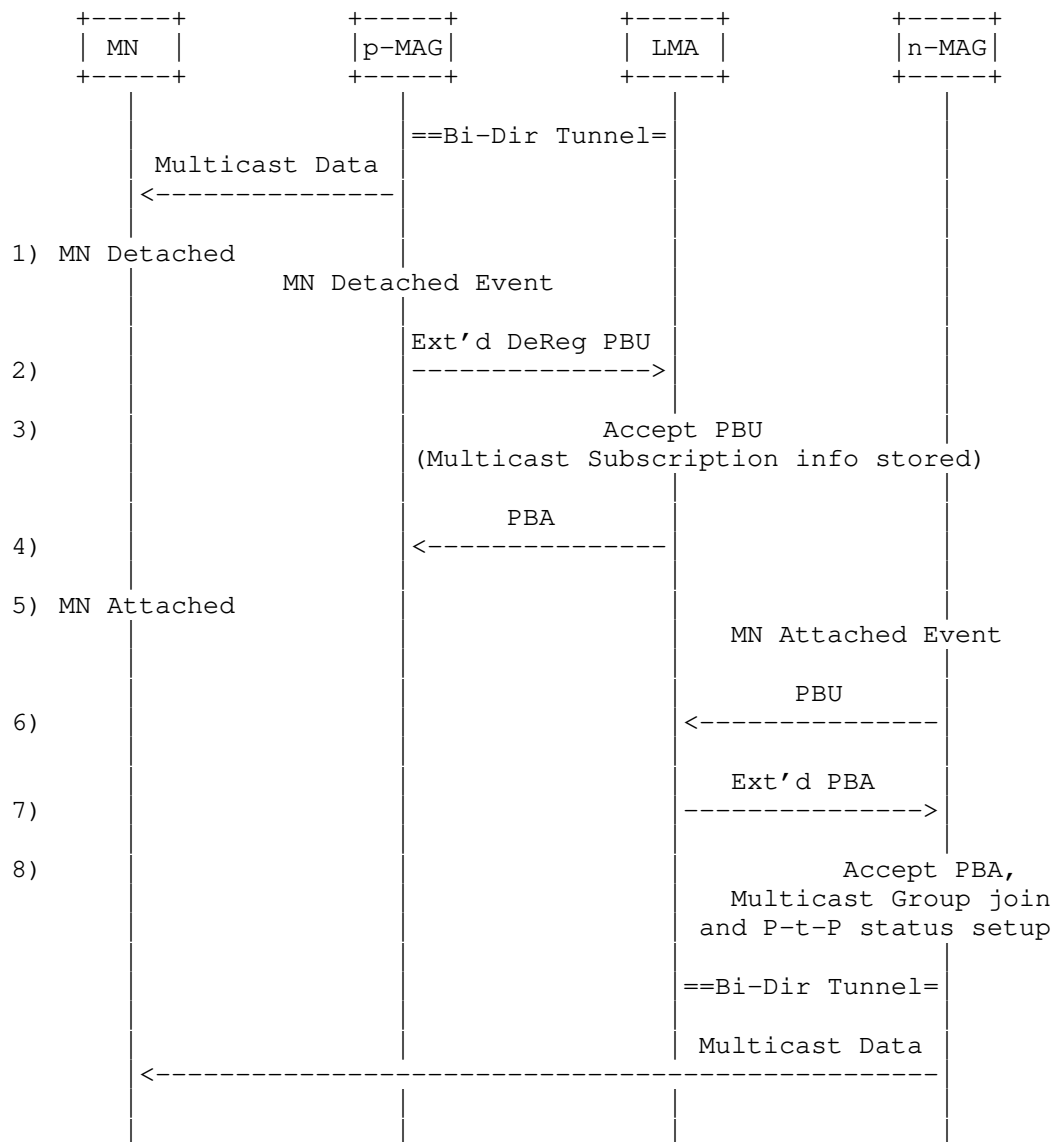 MN p-MAG LMA n-MAG
==Bi-Dir Tunnel=
Multicast Data
1) MN Detached
MN Detached Event
Ext'd DeReg PBU
2)
3) Accept PBU
(Multicast Subscription info stored)
PBA
4)
5) MN Attached
MN Attached Event
PBU
6)
Ext'd PBA
7)
8) Accept PBA,
Multicast Group join
and P-t-P status setup
==Bi-Dir Tunnel=
Multicast Data